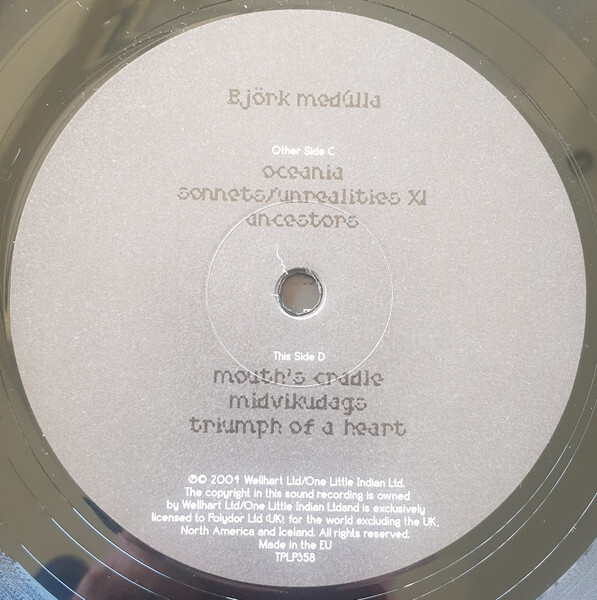 Björk medúlla
Other Side C
oceania
sonnets/unrealities XI
ancestors
This Side D
mouth's cradle
midvikudags
triumph of a heart
℗© 2004 Wellhart Ltd/One Little Indian Ltd.
The copyright in this sound recording is owned
by Wellhart Ltd/One Little Indian Ltdand is exclusively
licensed to Polydor Ltd (UK) for the world excluding the UK,
North America and Iceland. All rights reserved.
Made in the EU
TPLP358